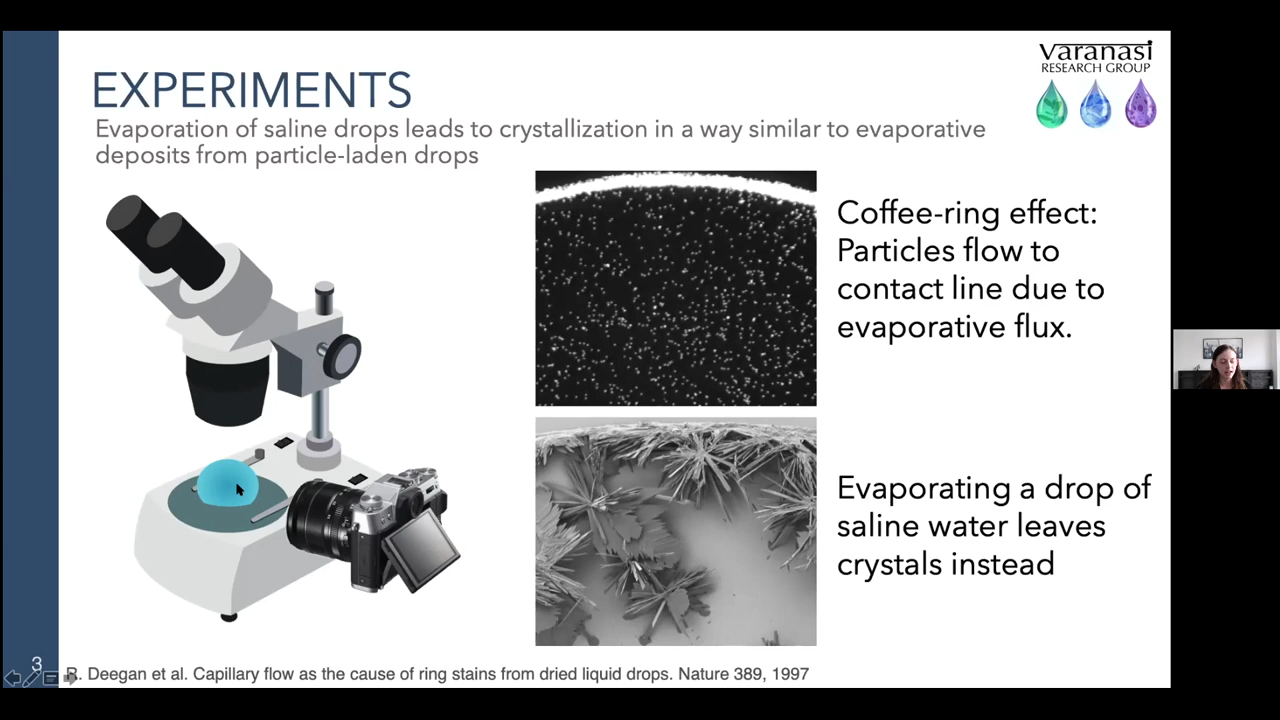 varanasi
RESEARCH GROUP
EXPERIMENTS
Evaporation of saline drops leads to crystallization in a way similar to evaporative
deposits from particle-laden drops
Coffee-ring effect:
Particles flow to
contact line due to
evaporative flux.
Evaporating a drop of
saline water leaves
crystals instead
3
R. Deegan et al. Capillary flow as the cause of ring stains from dried liquid drops. Nature 389, 1997